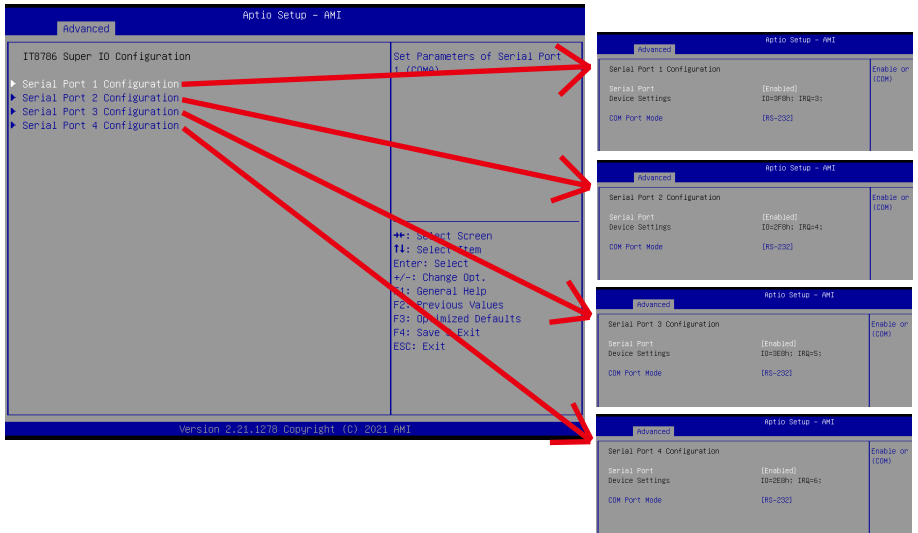 Aptio Setup - AMI
Advanced
IT8786 Super IO Configuration
Serial Port 1 Configuration
Serial Port 2 Configuration
Serial Port 3 Configuration
Serial Port 4 Configuration
Set Parameters of Serial Port
1 (COMA)
→←: Select Screen
↑↓: Select Item
Enter: Select
+/-: Change Opt.
F1: General Help
F2: Previous Values
F3: Optimized Defaults
F4: Save & Exit
ESC: Exit
Version 2.21.1278 Copyright (C) 2021 AMI
Aptio Setup - AMI
Advanced
Serial Port 1 Configuration
Serial Port [Enabled]
Device Settings IO=3F8h; IRQ=3;
COM Port Mode [RS-232]
Enable or
(COM)
Aptio Setup - AMI
Advanced
Serial Port 2 Configuration
Serial Port [Enabled]
Device Settings IO=2F8h; IRQ=4;
COM Port Mode [RS-232]
Enable or
(COM)
Aptio Setup - AMI
Advanced
Serial Port 3 Configuration
Serial Port [Enabled]
Device Settings IO=3E8h; IRQ=5;
COM Port Mode [RS-232]
Enable or
(COM)
Aptio Setup - AMI
Advanced
Serial Port 4 Configuration
Serial Port [Enabled]
Device Settings IO=2E8h; IRQ=6;
COM Port Mode [RS-232]
Enable or
(COM)